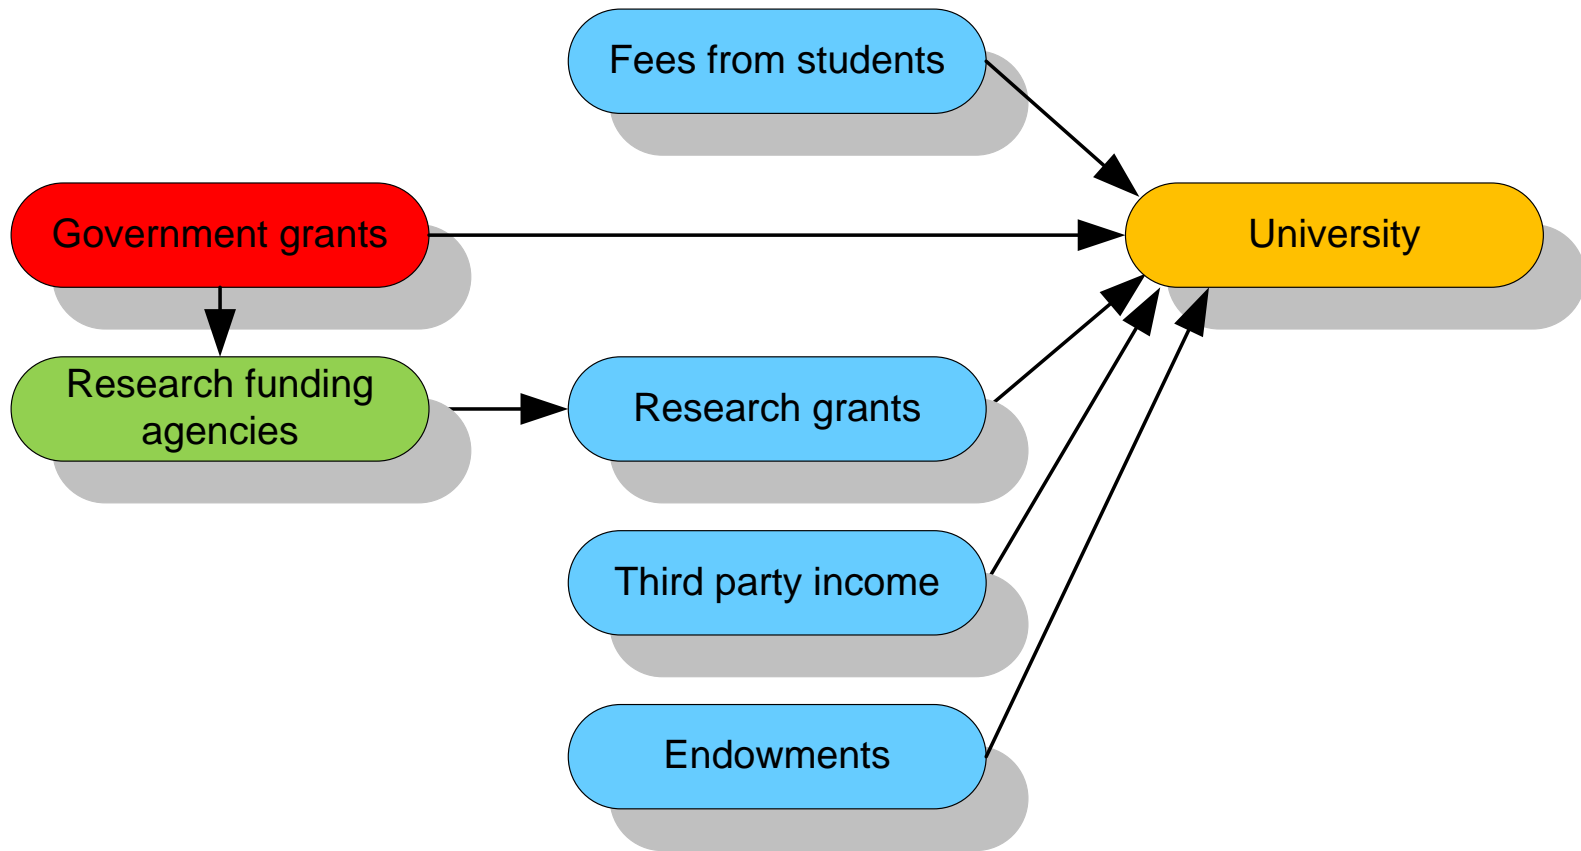 Fees from students
Government grants
University
Research funding
agencies
Research grants
Third party income
Endowments